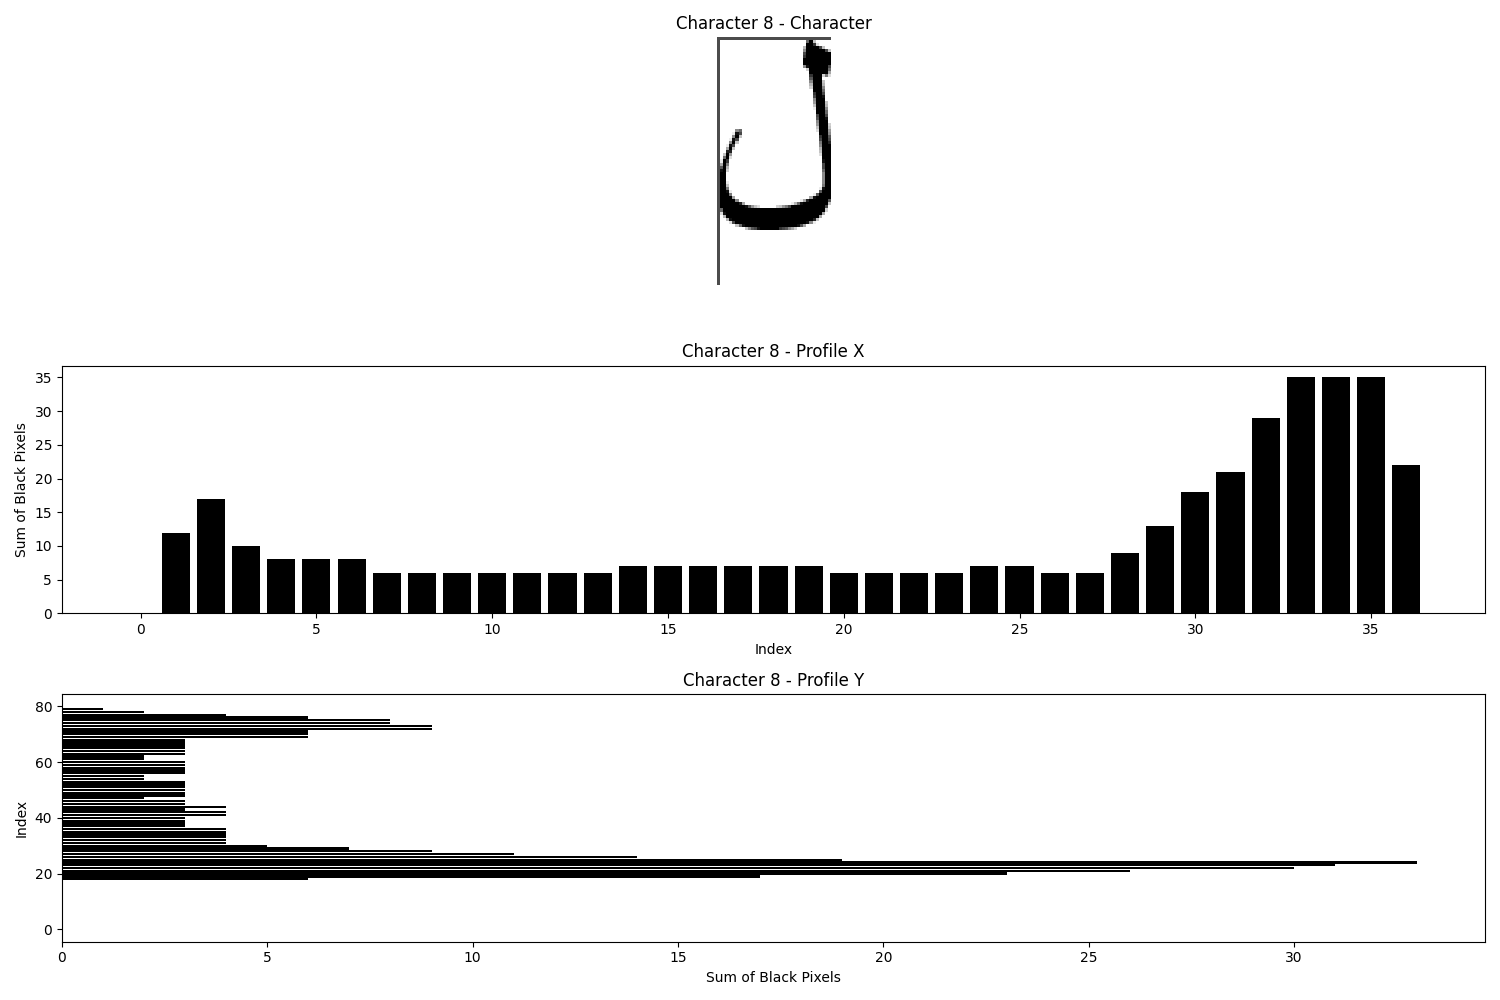 Character 8 - Character
Character 8 - Profile X
35
30
25
20
15
10
5
0
Sum of Black Pixels
0 5 10 15 20 25 30 35
Index
Character 8 - Profile Y
80
60
40
20
0
Index
0 5 10 15 20 25 30
Sum of Black Pixels